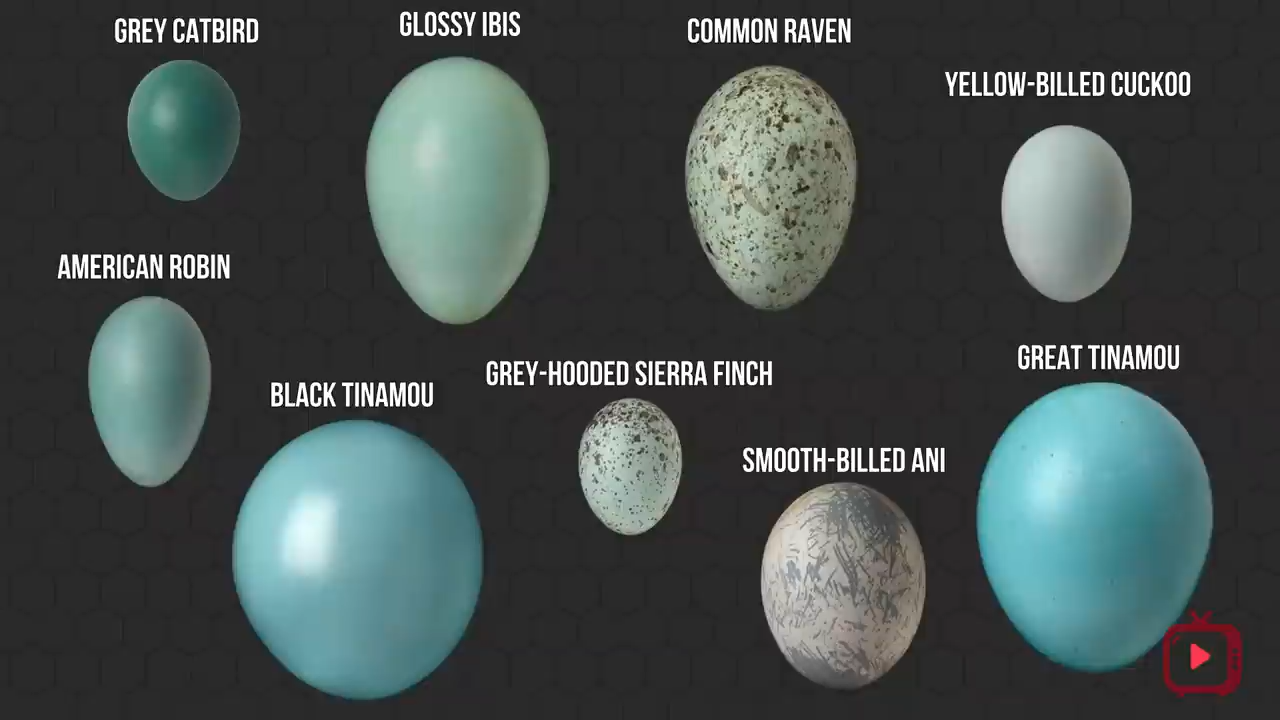 GREY CATBIRD
GLOSSY IBIS
COMMON RAVEN
YELLOW-BILLED CUCKOO
AMERICAN ROBIN
BLACK TINAMOU
GREY-HOODED SIERRA FINCH
GREAT TINAMOU
SMOOTH-BILLED ANI